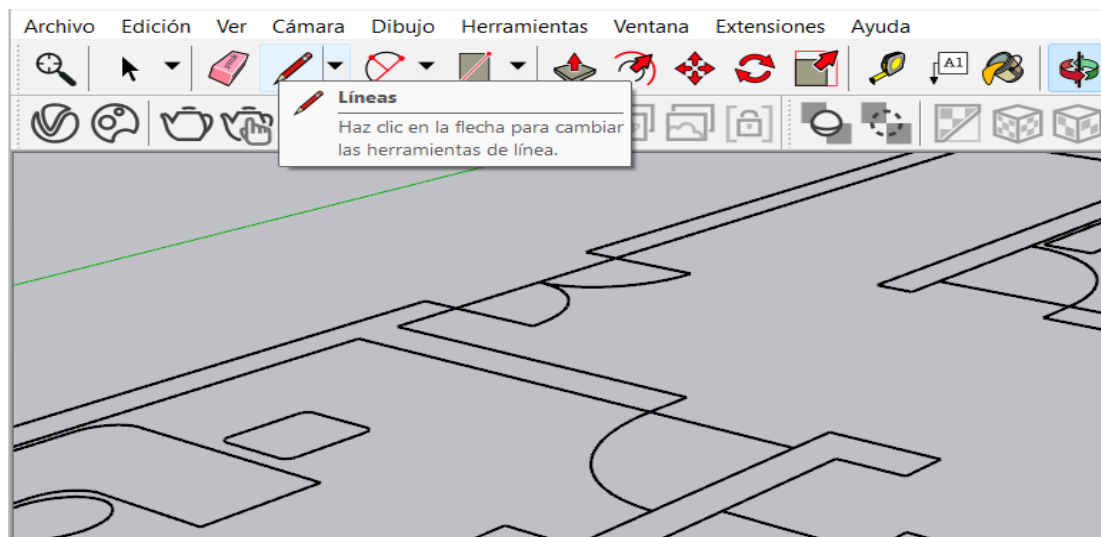 Archivo Edición Ver Cámara Dibujo Herramientas Ventana Extensiones Ayuda
A1
Líneas
Haz clic en la flecha para cambiar
las herramientas de línea.